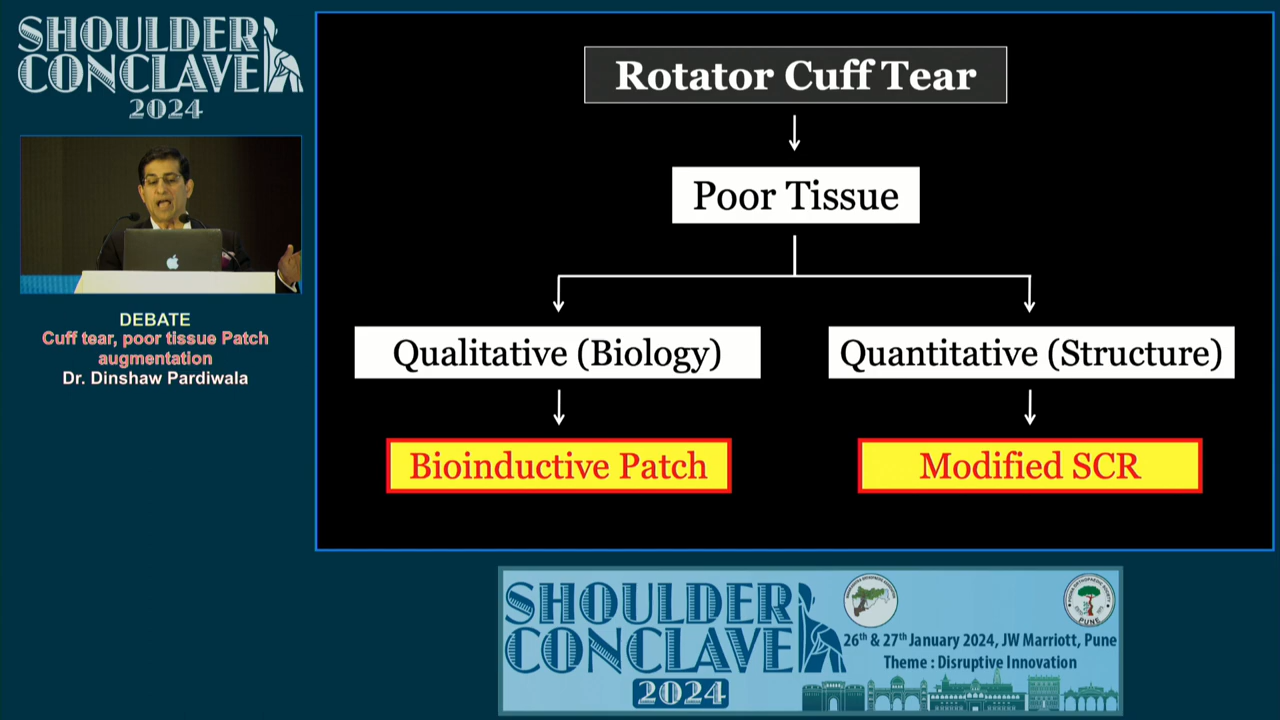 SHOULDER
CONCLAVE
2024
DEBATE
Cuff tear, poor tissue Patch
augmentation
Dr. Dinshaw Pardiwala
Rotator Cuff Tear
Poor Tissue
Qualitative (Biology)
Quantitative (Structure)
Bioinductive Patch
Modified SCR
SHOULDER
CONCLAVE
2024
PUNE
26th & 27th January 2024, JW Marriott, Pune
Theme : Disruptive Innovation